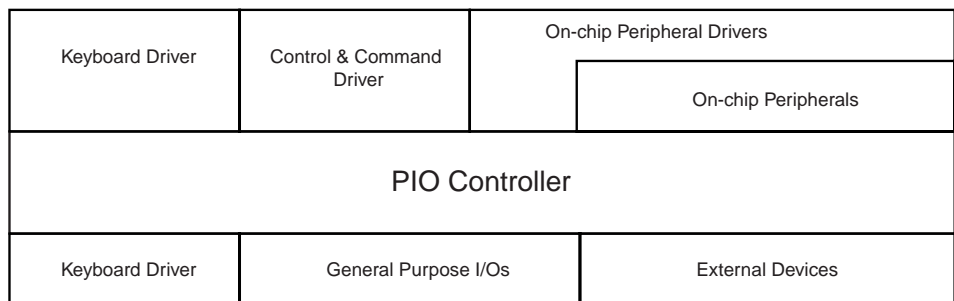 Keyboard Driver
Control & Command
Driver
On-chip Peripheral Drivers
On-chip Peripherals
PIO Controller
Keyboard Driver
General Purpose I/Os
External Devices